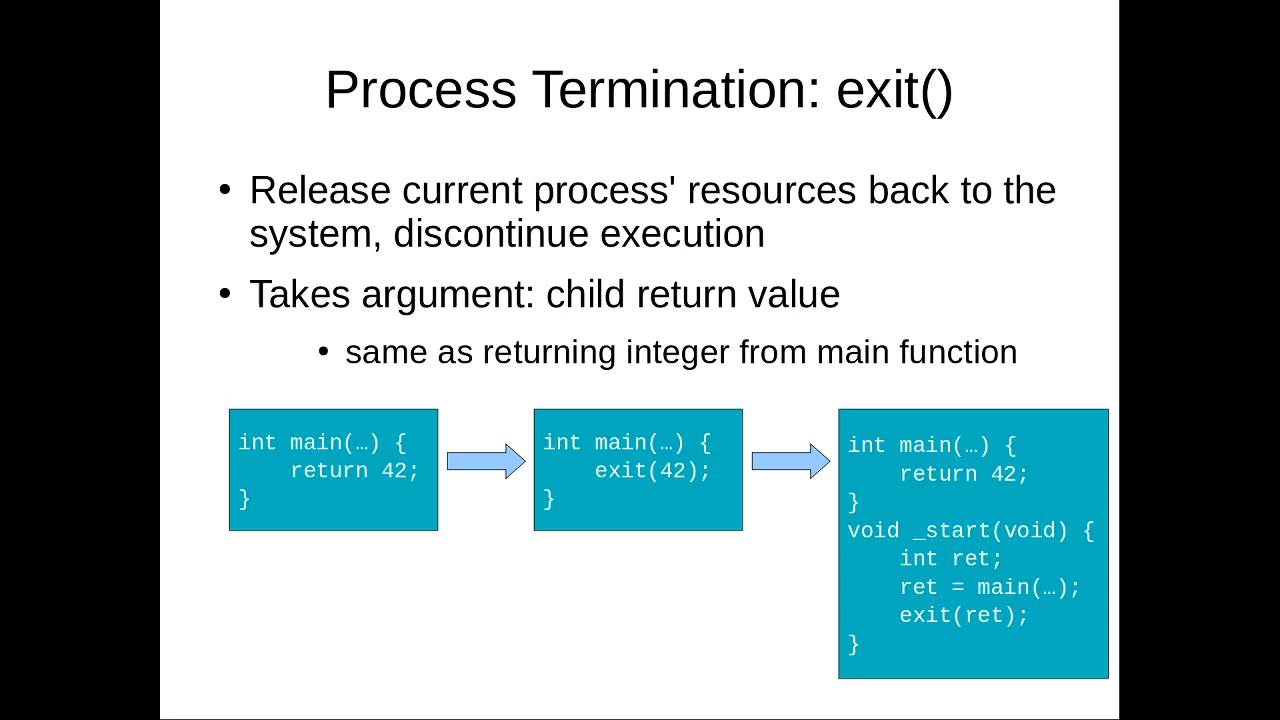 Process Termination: exit()
• Release current process' resources back to the
system, discontinue execution
• Takes argument: child return value
• same as returning integer from main function
int main(…) {
    return 42;
}
int main(…) {
    exit(42);
}
int main(…) {
    return 42;
}
void _start(void) {
    int ret;
    ret = main(…);
    exit(ret);
}